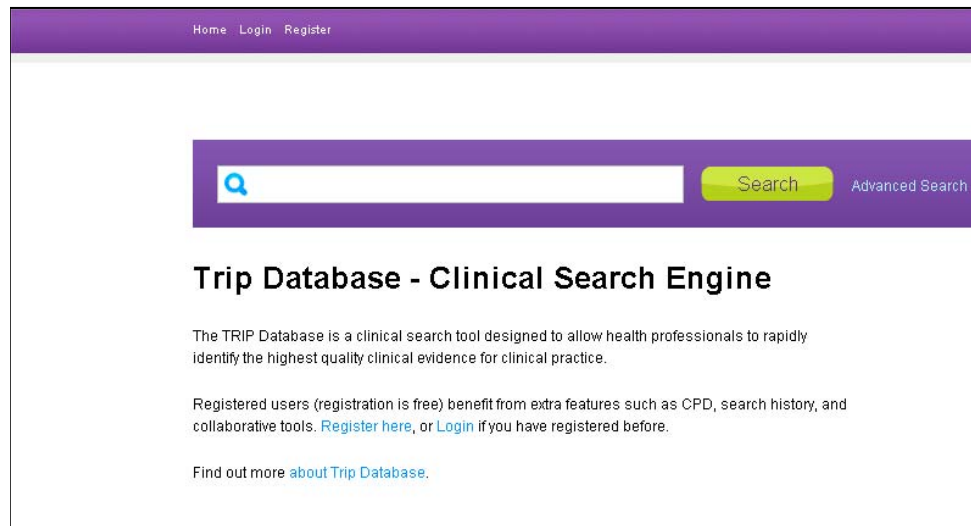 Home Login Register
Search Advanced Search
Trip Database - Clinical Search Engine
The TRIP Database is a clinical search tool designed to allow health professionals to rapidly
identify the highest quality clinical evidence for clinical practice.
Registered users (registration is free) benefit from extra features such as CPD, search history, and
collaborative tools. Register here, or Login if you have registered before.
Find out more about Trip Database.